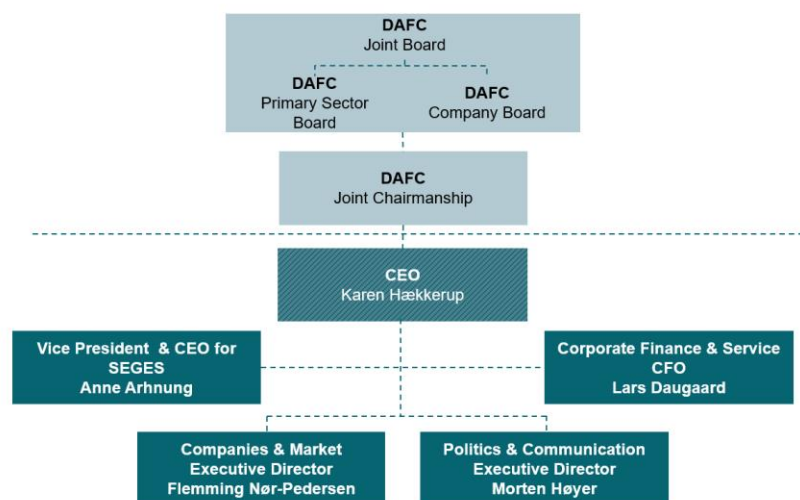 DAFC
Joint Board
DAFC
Primary Sector
Board
DAFC
Company Board
DAFC
Joint Chairmanship
CEO
Karen Hækkerup
Vice President & CEO for
SEGES
Anne Arhnung
Corporate Finance & Service
CFO
Lars Daugaard
Companies & Market
Executive Director
Flemming Nør-Pedersen
Politics & Communication
Executive Director
Morten Høyer